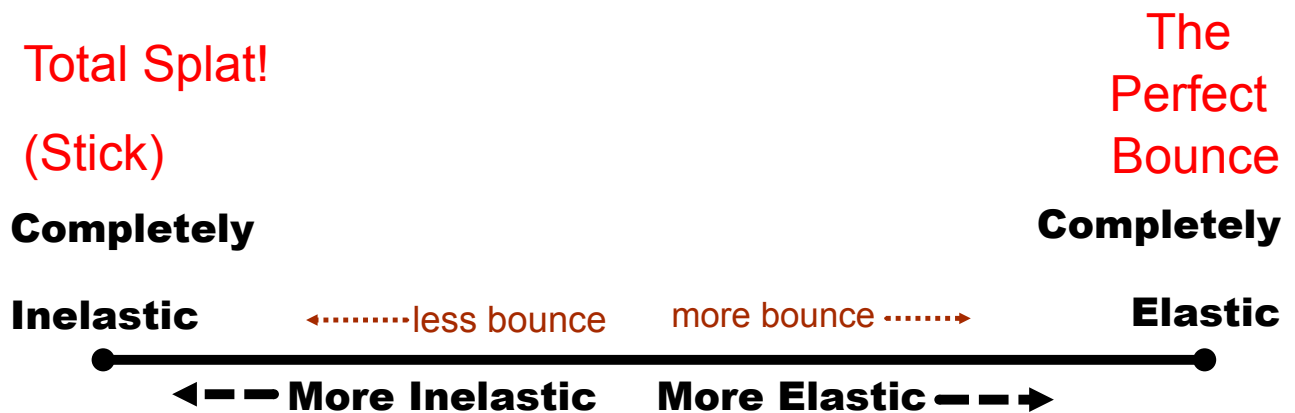 Total Splat!
(Stick)
The
Perfect
Bounce
Completely
Completely
Inelastic
less bounce
more bounce
Elastic
More Inelastic
More Elastic